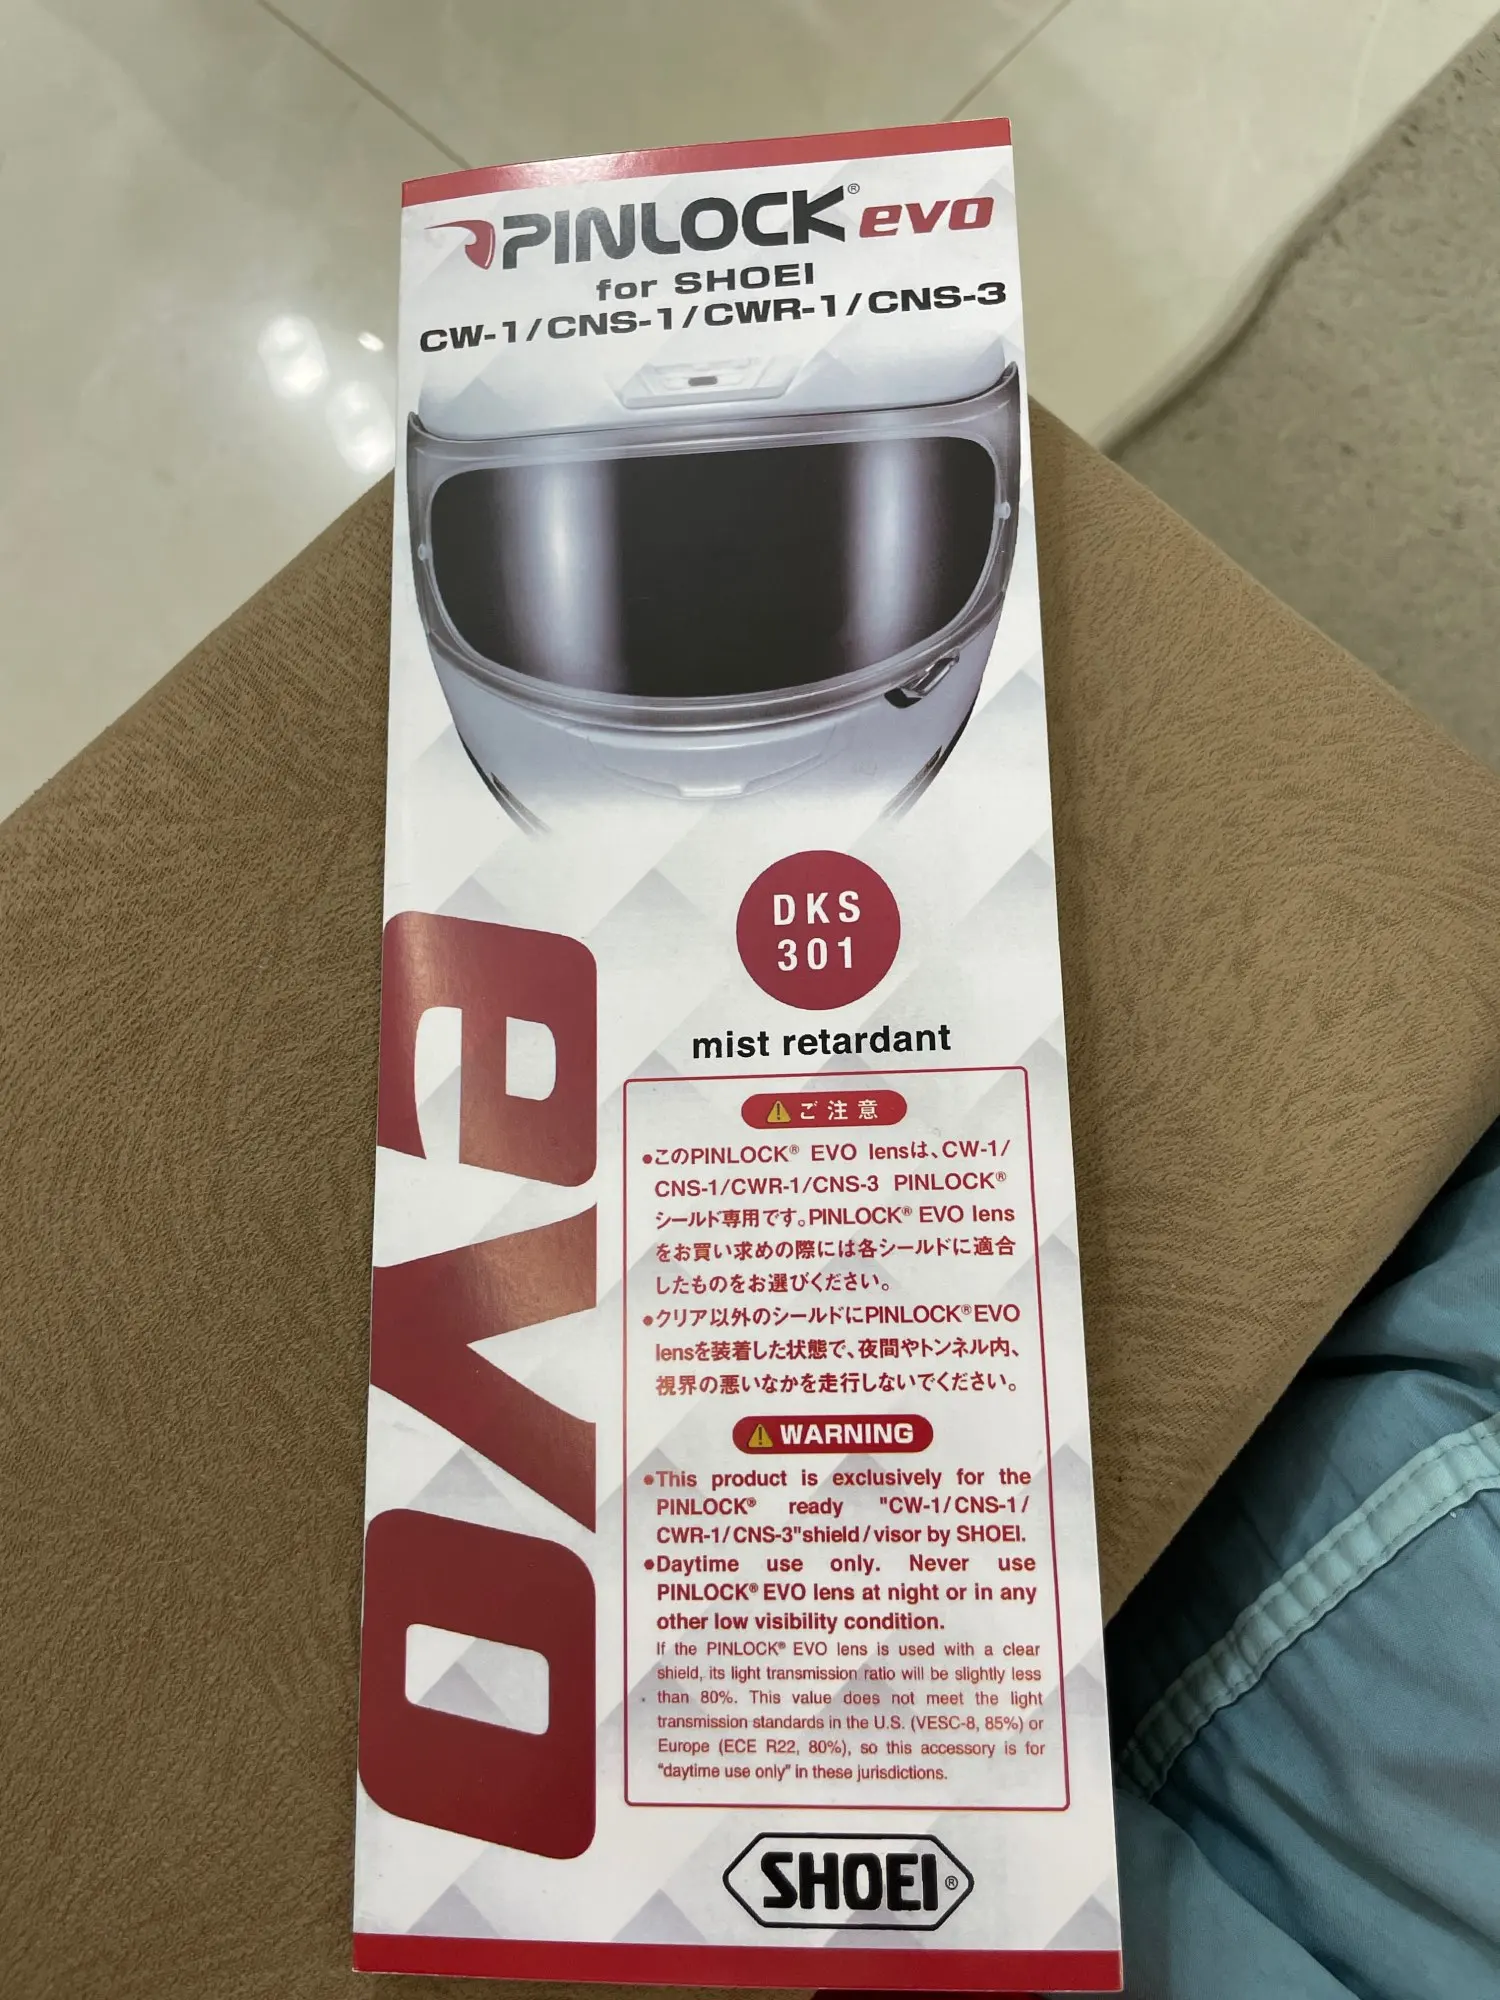 PINLOCK® evo
for SHOEI
CW-1/CNS-1/CWR-1/CNS-3
DKS
301
mist retardant
evo
⚠ご注意
●このPINLOCK® EVO lensは、CW-1/
CNS-1/CWR-1/CNS-3 PINLOCK®
シールド専用です。PINLOCK® EVO lens
をお買い求めの際には各シールドに適合
したものをお選びください。
●クリア以外のシールドにPINLOCK®EVO
lensを装着した状態で、夜間やトンネル内、
視界の悪いなかを走行しないでください。
⚠WARNING
●This product is exclusively for the
PINLOCK® ready "CW-1/CNS-1/
CWR-1/CNS-3"shield/visor by SHOEI.
●Daytime use only. Never use
PINLOCK® EVO lens at night or in any
other low visibility condition.
If the PINLOCK® EVO lens is used with a clear
shield, its light transmission ratio will be slightly less
than 80%. This value does not meet the light
transmission standards in the U.S. (VESC-8, 85%) or
Europe (ECE R22, 80%), so this accessory is for
"daytime use only" in these jurisdictions.
SHOEI®